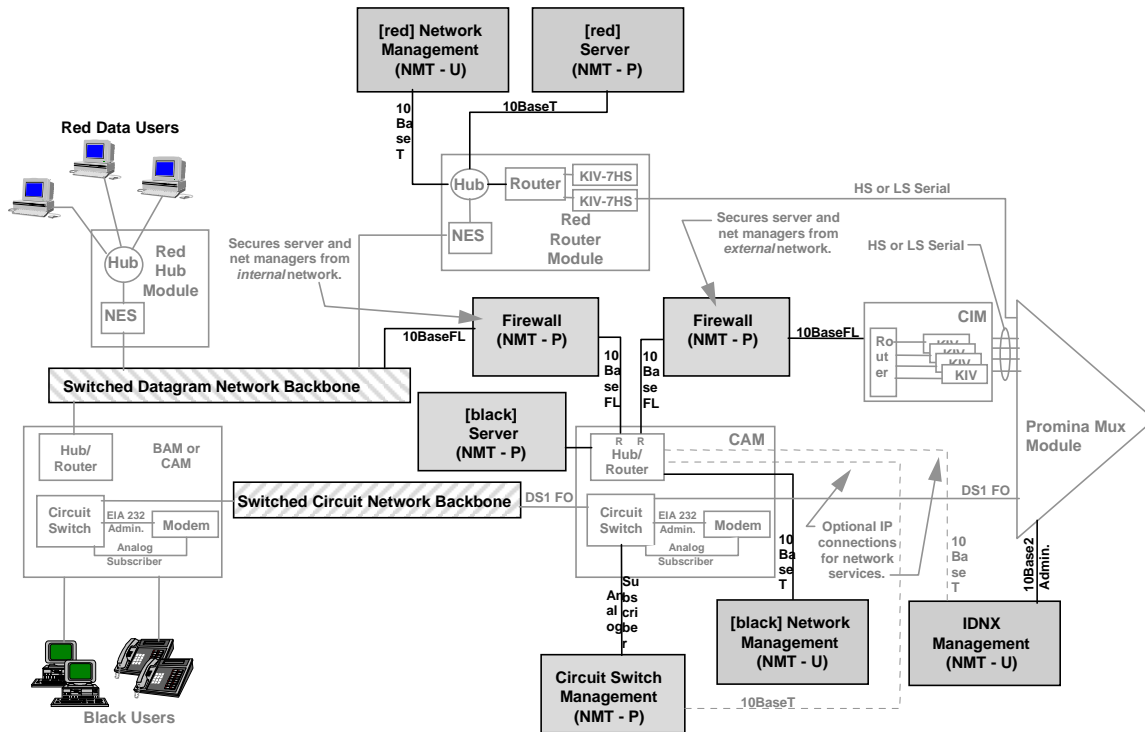 [red] Network
Management
(NMT - U)
[red]
Server
(NMT - P)
10
Ba
se
T
10BaseT
Red Data Users
Hub
Router
KIV-7HS
KIV-7HS
NES
Red
Router
Module
HS or LS Serial
Secures server and
net managers from
external network.
HS or LS Serial
Secures server and
net managers from
internal network.
Hub
Red
Hub
Module
NES
Firewall
(NMT - P)
Firewall
(NMT - P)
10BaseFL
10BaseFL
10
Ba
se
FL
10
Ba
se
FL
CIM
Ro
ut
er
KIV
KIV
KIV
KIV
Switched Datagram Network Backbone
[black]
Server
(NMT - P)
Promina Mux
Module
Hub/
Router
BAM or
CAM
R R
Hub/
Router
CAM
Switched Circuit Network Backbone
DS1 FO
DS1 FO
Circuit
Switch
EIA 232
Admin.
Modem
Analog
Subscriber
Circuit
Switch
EIA 232
Admin.
Modem
Analog
Subscriber
Optional IP
connections
for network
services.
10
Ba
se
T
10
Ba
se
T
10Base2
Admin.
An
alo
g
Su
bs
cri
be
r
[black] Network
Management
(NMT - U)
IDNX
Management
(NMT - U)
Circuit Switch
Management
(NMT - P)
10BaseT
Black Users